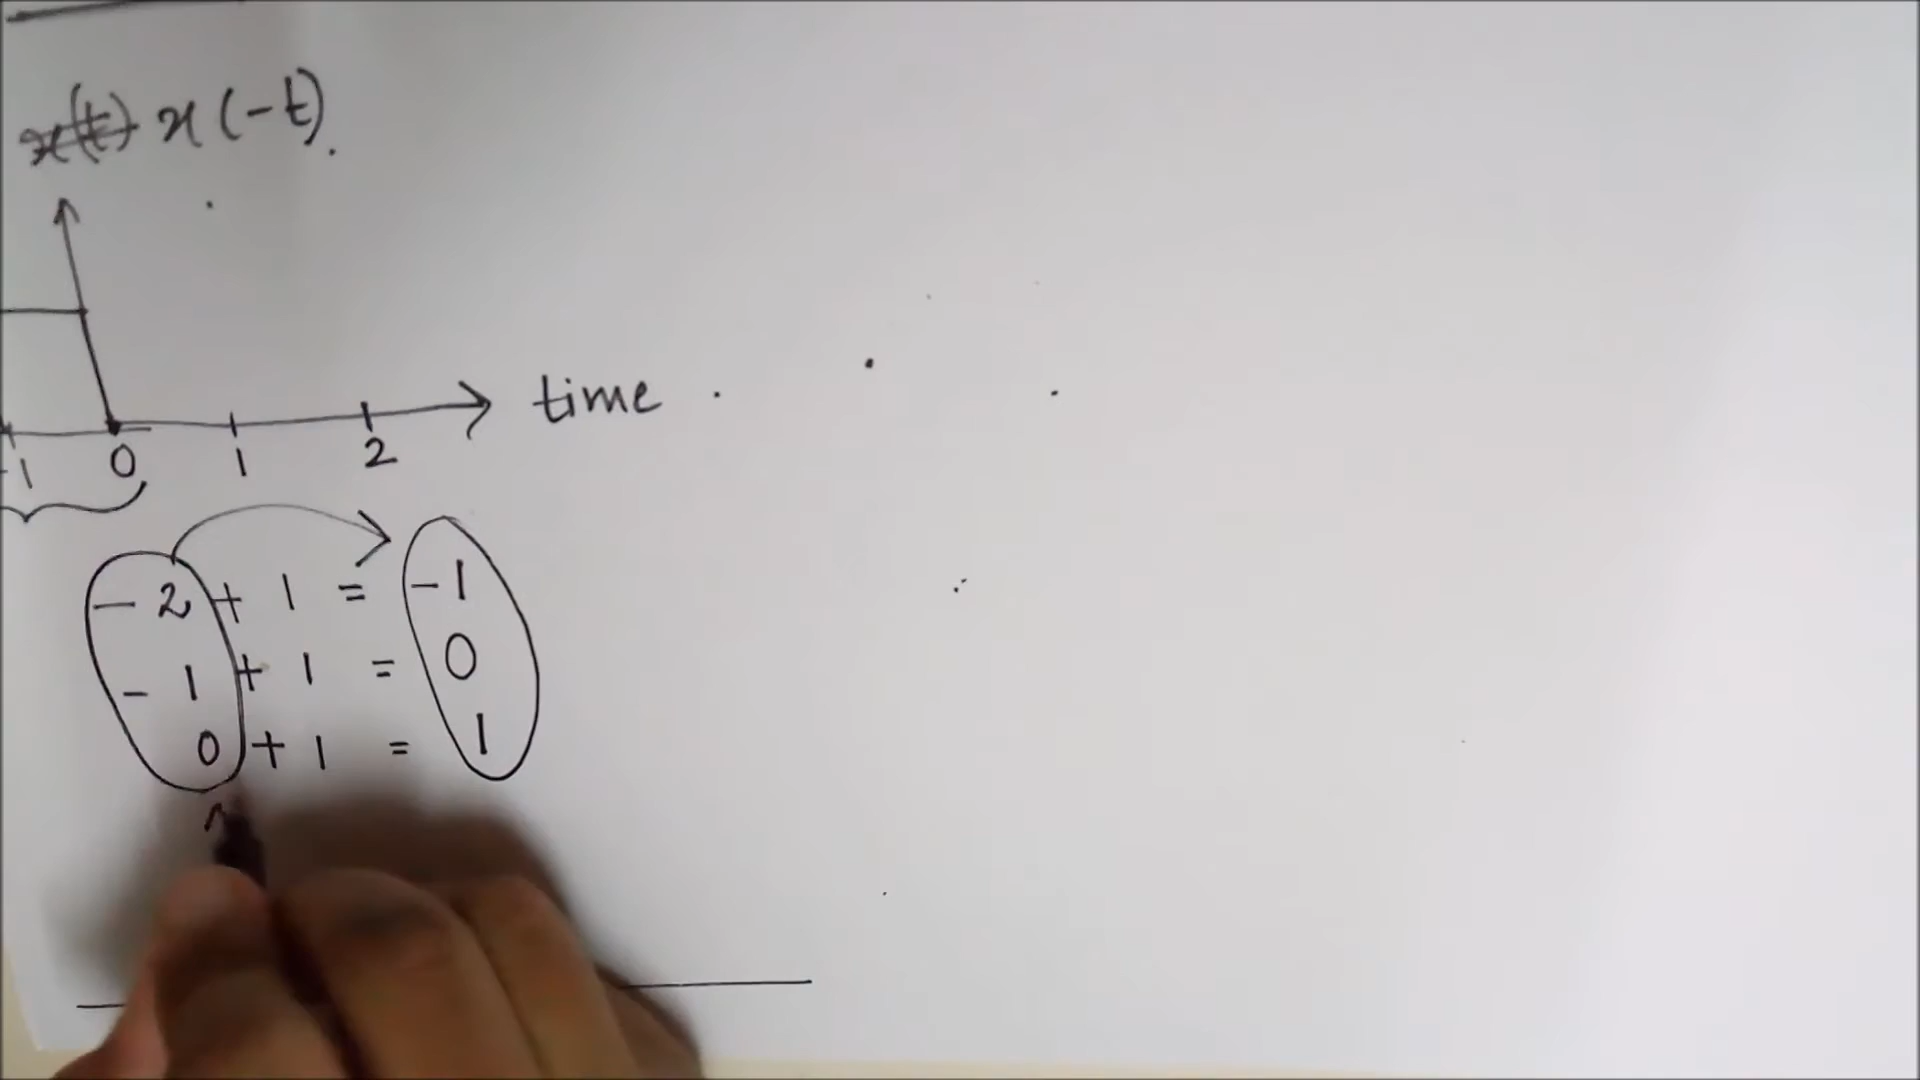 x(t) x(-t).
time
-1 0 1 2
-2 + 1 = -1
-1 + 1 = 0
0 + 1 = 1